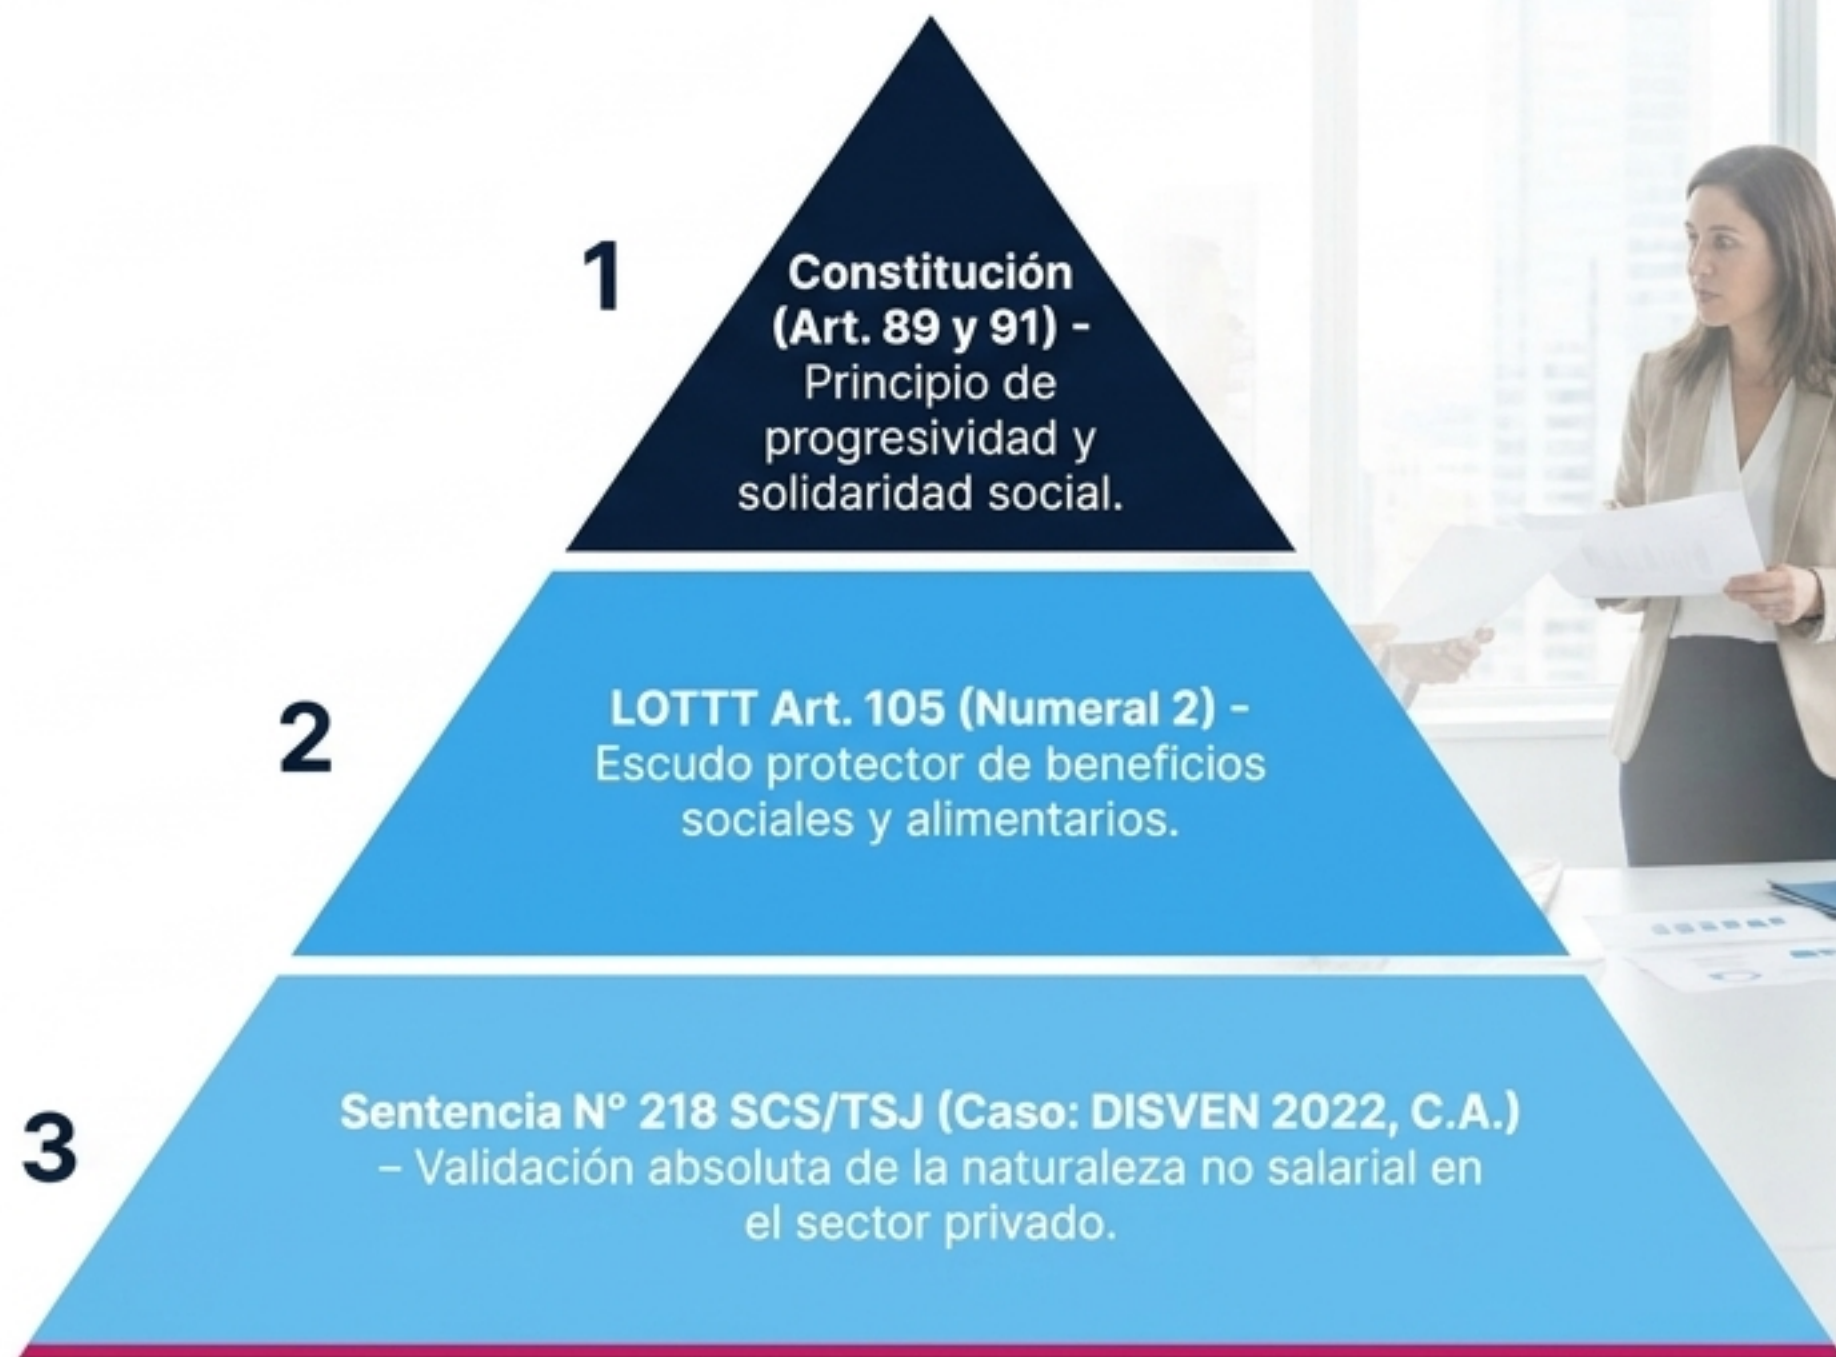 1
Constitución
(Art. 89 y 91) -
Principio de
progresividad y
solidaridad social.
2
LOTTT Art. 105 (Numeral 2) -
Escudo protector de beneficios
sociales y alimentarios.
3
Sentencia N° 218 SCS/TSJ (Caso: DISVEN 2022, C.A.)
– Validación absoluta de la naturaleza no salarial en
el sector privado.